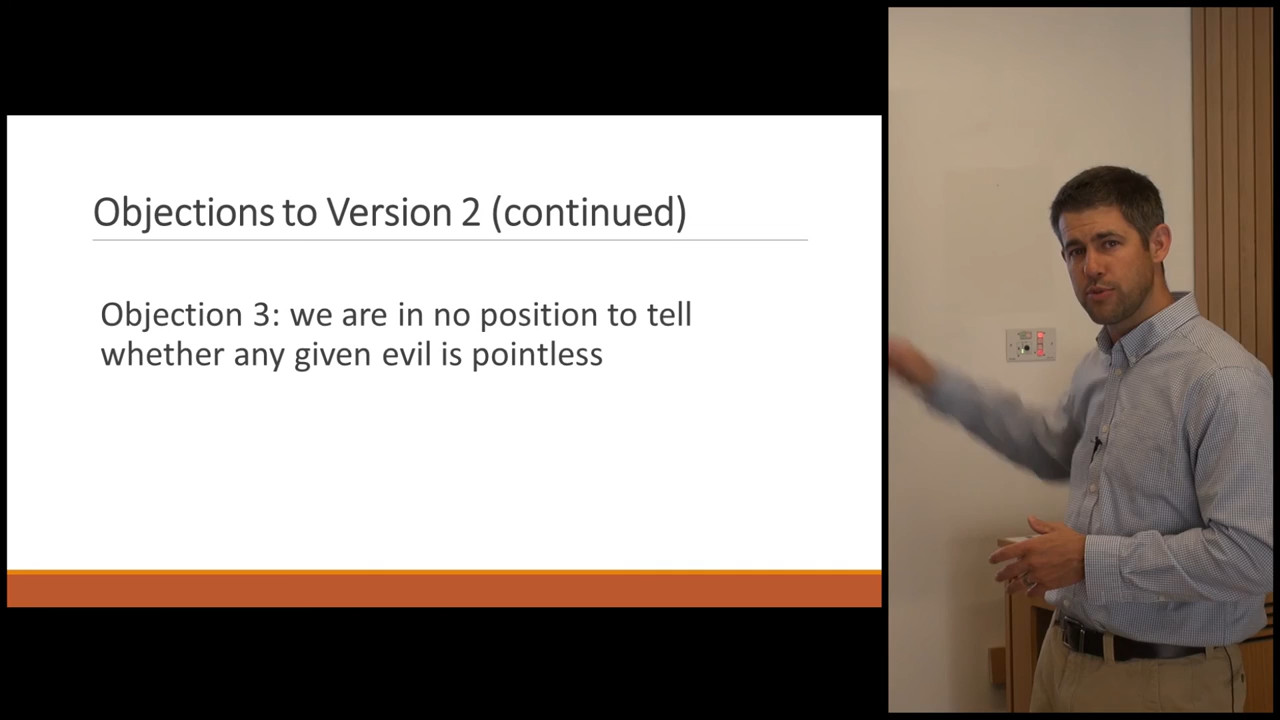 Objections to Version 2 (continued)
Objection 3: we are in no position to tell
whether any given evil is pointless